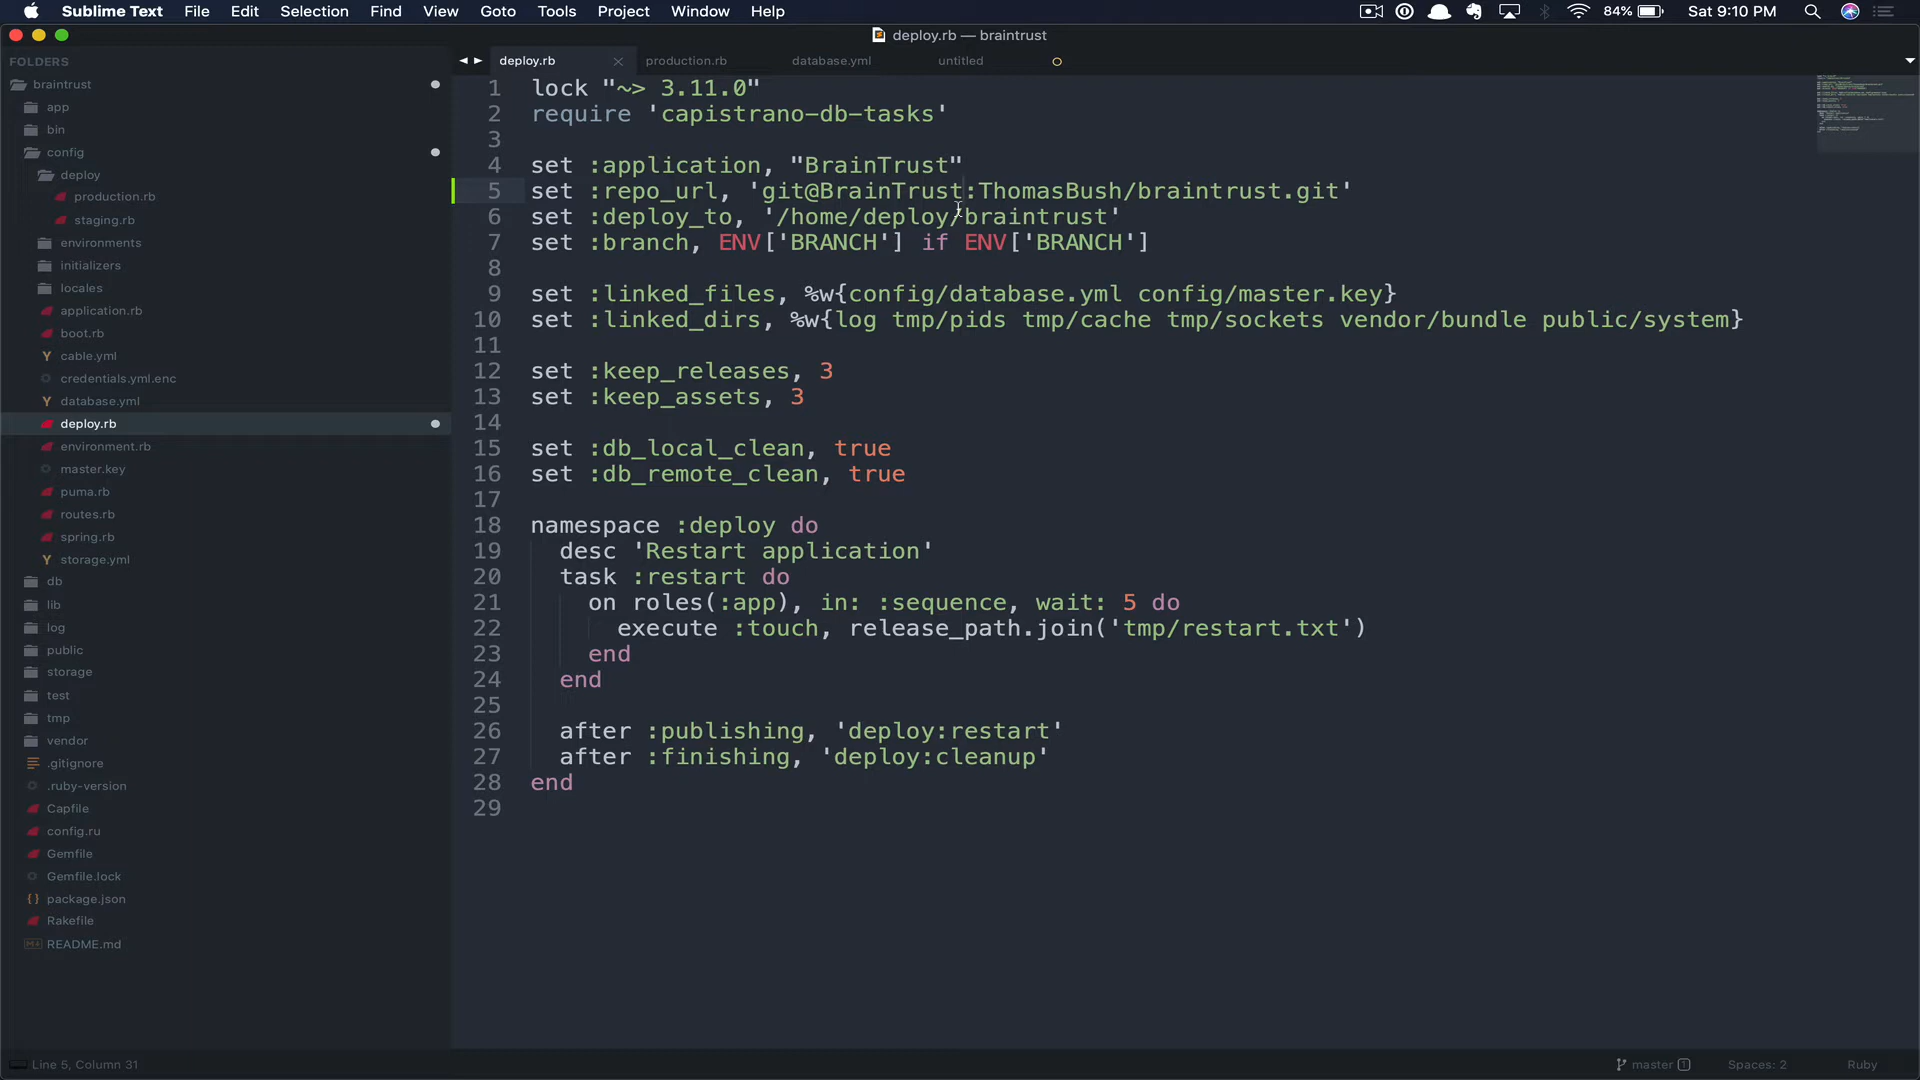 Sublime Text File Edit Selection Find View Goto Tools Project Window Help 84% Sat 9:10 PM
deploy.rb — braintrust
FOLDERS
braintrust
app
bin
config
deploy
production.rb
staging.rb
environments
initializers
locales
application.rb
boot.rb
cable.yml
credentials.yml.enc
database.yml
deploy.rb
environment.rb
master.key
puma.rb
routes.rb
spring.rb
storage.yml
db
lib
log
public
storage
test
tmp
vendor
.gitignore
.ruby-version
Capfile
config.ru
Gemfile
Gemfile.lock
package.json
Rakefile
README.md
deploy.rb production.rb database.yml untitled
1 lock "~> 3.11.0"
2 require 'capistrano-db-tasks'
3
4 set :application, "BrainTrust"
5 set :repo_url, 'git@BrainTrust:ThomasBush/braintrust.git'
6 set :deploy_to, '/home/deploy/braintrust'
7 set :branch, ENV['BRANCH'] if ENV['BRANCH']
8
9 set :linked_files, %w{config/database.yml config/master.key}
10 set :linked_dirs, %w{log tmp/pids tmp/cache tmp/sockets vendor/bundle public/system}
11
12 set :keep_releases, 3
13 set :keep_assets, 3
14
15 set :db_local_clean, true
16 set :db_remote_clean, true
17
18 namespace :deploy do
19 desc 'Restart application'
20 task :restart do
21 on roles(:app), in: :sequence, wait: 5 do
22 execute :touch, release_path.join('tmp/restart.txt')
23 end
24 end
25
26 after :publishing, 'deploy:restart'
27 after :finishing, 'deploy:cleanup'
28 end
29
Line 5, Column 31 master 1 Spaces: 2 Ruby